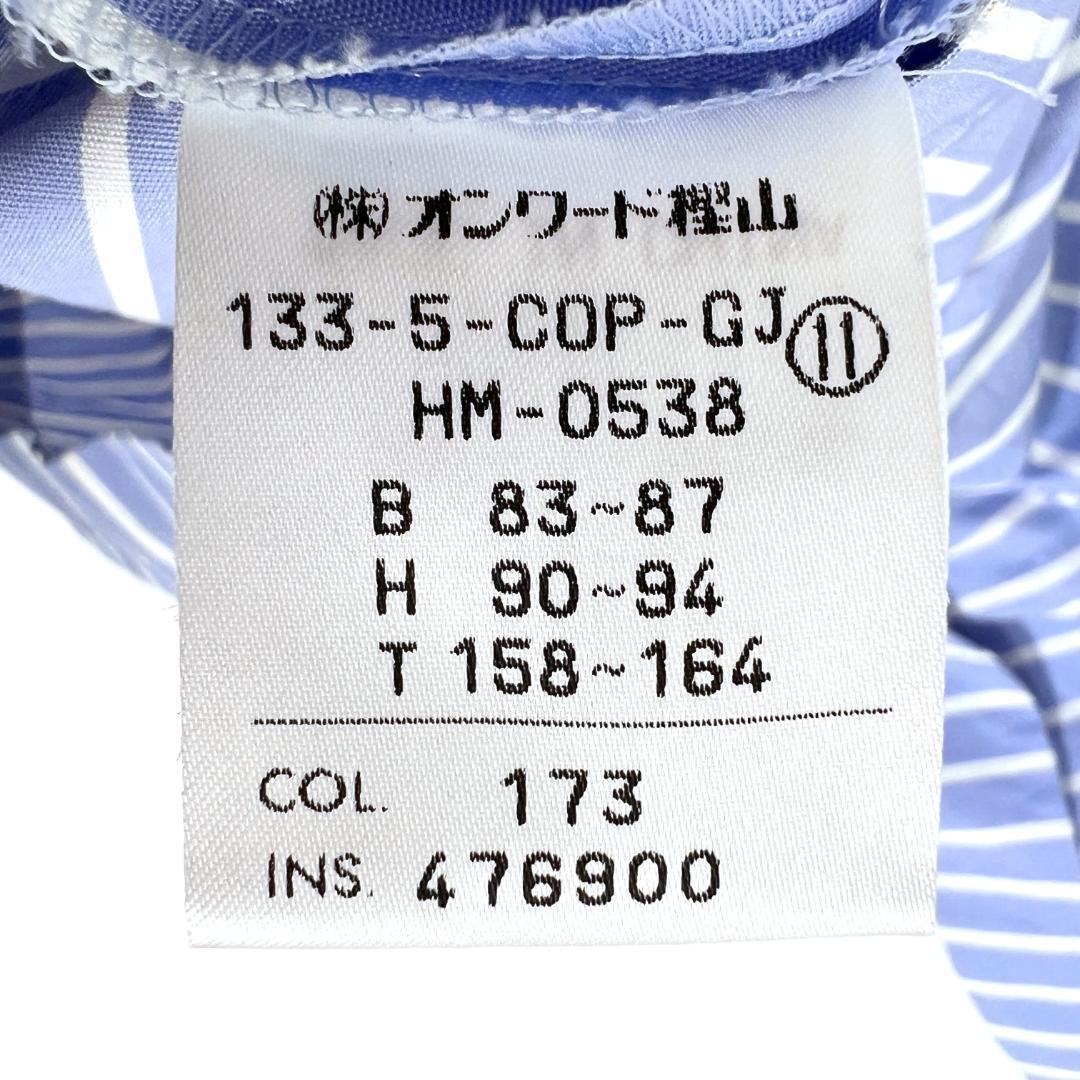 (株)オンワード樫山
133-5-COP-GJ ⑪
HM-0538
B 83~87
H 90~94
T 158~164
COL. 173
INS. 476900